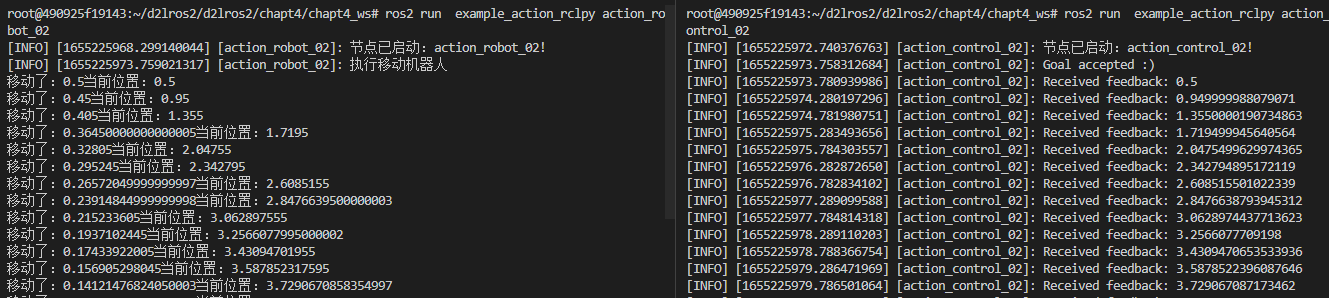 root@490925f19143:~/d2lros2/d2lros2/chapt4/chapt4_ws# ros2 run  example_action_rclpy action_ro
bot_02
[INFO] [1655225968.299140044] [action_robot_02]: 节点已启动：action_robot_02!
[INFO] [1655225973.759021317] [action_robot_02]: 执行移动机器人
移动了：0.5当前位置：0.5
移动了：0.45当前位置：0.95
移动了：0.405当前位置：1.355
移动了：0.36450000000000005当前位置：1.7195
移动了：0.32805当前位置：2.04755
移动了：0.295245当前位置：2.342795
移动了：0.26572049999999997当前位置：2.6085155
移动了：0.23914844999999998当前位置：2.8476639500000003
移动了：0.215233605当前位置：3.062897555
移动了：0.1937102445当前位置：3.2566077995000002
移动了：0.17433922005当前位置：3.43094701955
移动了：0.156905298045当前位置：3.587852317595
移动了：0.14121476824050003当前位置：3.7290670858354997
root@490925f19143:~/d2lros2/d2lros2/chapt4/chapt4_ws# ros2 run  example_action_rclpy action_
ontrol_02
[INFO] [1655225972.740376763] [action_control_02]: 节点已启动：action_control_02!
[INFO] [1655225973.758312684] [action_control_02]: Goal accepted :)
[INFO] [1655225973.780939986] [action_control_02]: Received feedback: 0.5
[INFO] [1655225974.280197296] [action_control_02]: Received feedback: 0.949999988079071
[INFO] [1655225974.781980751] [action_control_02]: Received feedback: 1.3550000190734863
[INFO] [1655225975.283493656] [action_control_02]: Received feedback: 1.719499945640564
[INFO] [1655225975.784303557] [action_control_02]: Received feedback: 2.0475499629974365
[INFO] [1655225976.282872650] [action_control_02]: Received feedback: 2.342794895172119
[INFO] [1655225976.782834102] [action_control_02]: Received feedback: 2.608515501022339
[INFO] [1655225977.289099588] [action_control_02]: Received feedback: 2.8476638793945312
[INFO] [1655225977.784814318] [action_control_02]: Received feedback: 3.0628974437713623
[INFO] [1655225978.289110203] [action_control_02]: Received feedback: 3.2566077709198
[INFO] [1655225978.788366754] [action_control_02]: Received feedback: 3.4309470653533936
[INFO] [1655225979.286471969] [action_control_02]: Received feedback: 3.5878522396087646
[INFO] [1655225979.786501064] [action_control_02]: Received feedback: 3.729067087173462